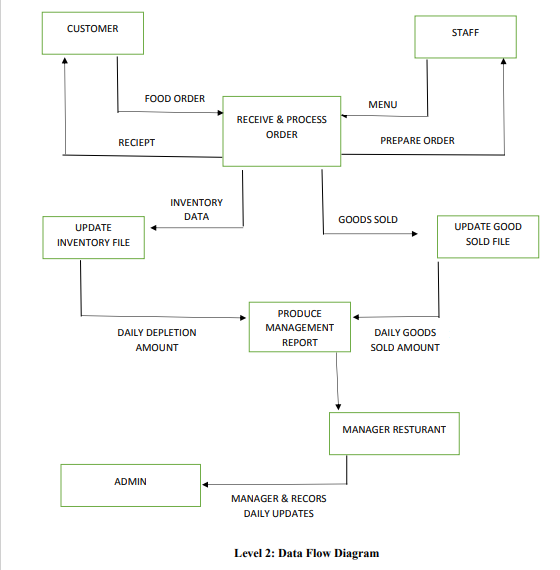 CUSTOMER
STAFF
FOOD ORDER
MENU
RECEIVE & PROCESS
ORDER
RECIEPT
PREPARE ORDER
INVENTORY
DATA
GOODS SOLD
UPDATE
INVENTORY FILE
UPDATE GOOD
SOLD FILE
PRODUCE
MANAGEMENT
REPORT
DAILY DEPLETION
AMOUNT
DAILY GOODS
SOLD AMOUNT
MANAGER RESTURANT
ADMIN
MANAGER & RECORS
DAILY UPDATES
Level 2: Data Flow Diagram